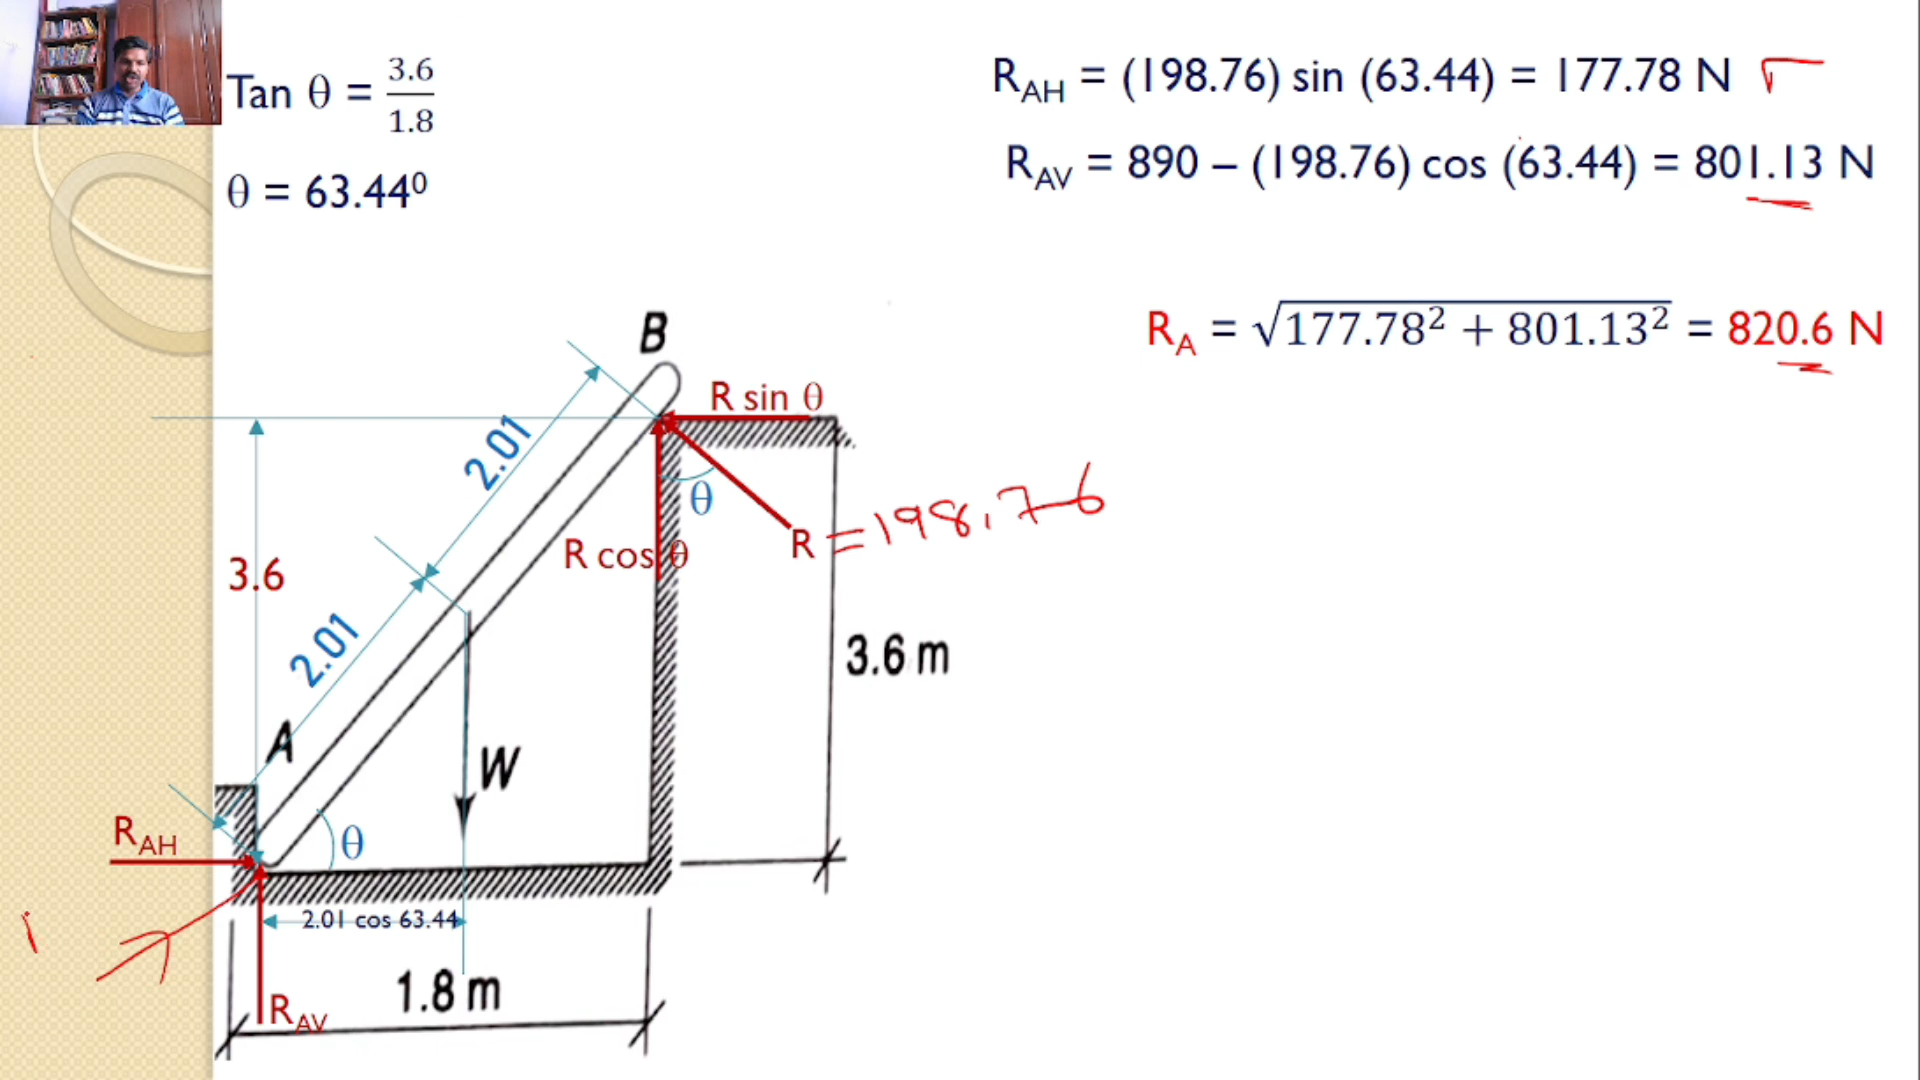 Tan θ = 3.6/1.8
θ = 63.44⁰
R_AH = (198.76) sin (63.44) = 177.78 N
R_AV = 890 – (198.76) cos (63.44) = 801.13 N
R_A = √177.78² + 801.13² = 820.6 N
B
R sin θ
2.01
θ
R = 198.76
R cos θ
3.6
2.01
3.6 m
A
W
R_AH
θ
2.01 cos 63.44
1.8 m
R_AV